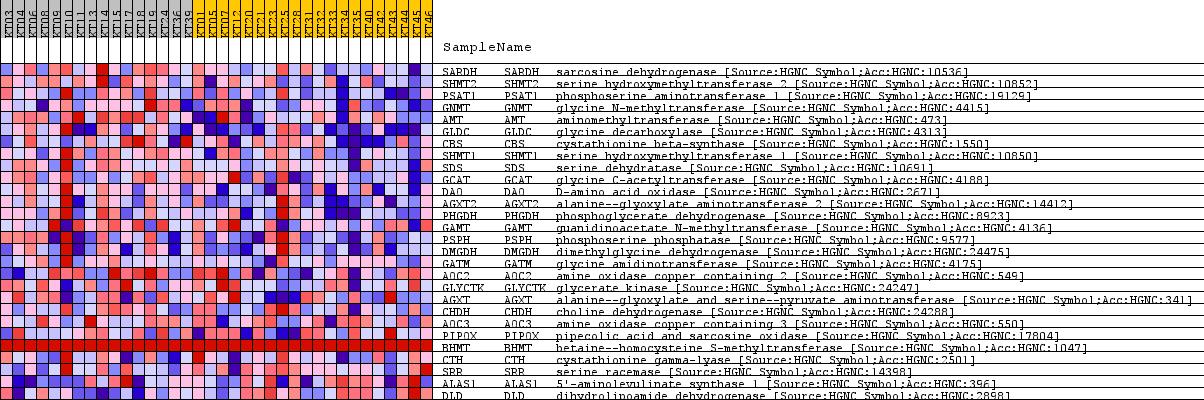 KT03 KT04 KT06 KT08 KT09 KT10 KT11 KT13 KT14 KT15 KT17 KT18 KT19 KT24 KT36 KT39 KT01 KT05 KT07 KT12 KT20 KT21 KT23 KT25 KT28 KT31 KT32 KT33 KT34 KT35 KT40 KT42 KT43 KT44 KT45 KT46
SampleName
SARDH SARDH sarcosine dehydrogenase [Source:HGNC Symbol;Acc:HGNC:10536]
SHMT2 SHMT2 serine hydroxymethyltransferase 2 [Source:HGNC Symbol;Acc:HGNC:10852]
PSAT1 PSAT1 phosphoserine aminotransferase 1 [Source:HGNC Symbol;Acc:HGNC:19129]
GNMT GNMT glycine N-methyltransferase [Source:HGNC Symbol;Acc:HGNC:4415]
AMT AMT aminomethyltransferase [Source:HGNC Symbol;Acc:HGNC:473]
GLDC GLDC glycine decarboxylase [Source:HGNC Symbol;Acc:HGNC:4313]
CBS CBS cystathionine beta-synthase [Source:HGNC Symbol;Acc:HGNC:1550]
SHMT1 SHMT1 serine hydroxymethyltransferase 1 [Source:HGNC Symbol;Acc:HGNC:10850]
SDS SDS serine dehydratase [Source:HGNC Symbol;Acc:HGNC:10691]
GCAT GCAT glycine C-acetyltransferase [Source:HGNC Symbol;Acc:HGNC:4188]
DAO DAO D-amino acid oxidase [Source:HGNC Symbol;Acc:HGNC:2671]
AGXT2 AGXT2 alanine--glyoxylate aminotransferase 2 [Source:HGNC Symbol;Acc:HGNC:14412]
PHGDH PHGDH phosphoglycerate dehydrogenase [Source:HGNC Symbol;Acc:HGNC:8923]
GAMT GAMT guanidinoacetate N-methyltransferase [Source:HGNC Symbol;Acc:HGNC:4136]
PSPH PSPH phosphoserine phosphatase [Source:HGNC Symbol;Acc:HGNC:9577]
DMGDH DMGDH dimethylglycine dehydrogenase [Source:HGNC Symbol;Acc:HGNC:24475]
GATM GATM glycine amidinotransferase [Source:HGNC Symbol;Acc:HGNC:4175]
AOC2 AOC2 amine oxidase copper containing 2 [Source:HGNC Symbol;Acc:HGNC:549]
GLYCTK GLYCTK glycerate kinase [Source:HGNC Symbol;Acc:HGNC:24247]
AGXT AGXT alanine--glyoxylate and serine--pyruvate aminotransferase [Source:HGNC Symbol;Acc:HGNC:341]
CHDH CHDH choline dehydrogenase [Source:HGNC Symbol;Acc:HGNC:24288]
AOC3 AOC3 amine oxidase copper containing 3 [Source:HGNC Symbol;Acc:HGNC:550]
PIPOX PIPOX pipecolic acid and sarcosine oxidase [Source:HGNC Symbol;Acc:HGNC:17804]
BHMT BHMT betaine--homocysteine S-methyltransferase [Source:HGNC Symbol;Acc:HGNC:1047]
CTH CTH cystathionine gamma-lyase [Source:HGNC Symbol;Acc:HGNC:2501]
SRR SRR serine racemase [Source:HGNC Symbol;Acc:HGNC:14398]
ALAS1 ALAS1 5'-aminolevulinate synthase 1 [Source:HGNC Symbol;Acc:HGNC:396]
DLD DLD dihydrolipoamide dehydrogenase [Source:HGNC Symbol;Acc:HGNC:2898]